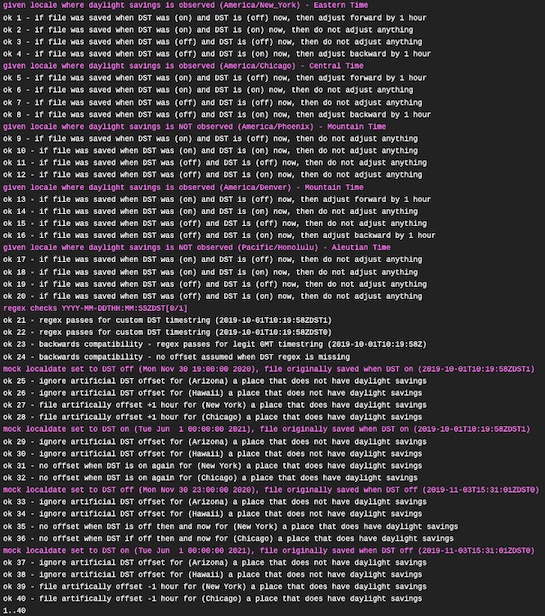 given locale where daylight savings is observed (America/New_York) - Eastern Time
ok 1 - if file was saved when DST was (on) and DST is (off) now, then adjust forward by 1 hour
ok 2 - if file was saved when DST was (on) and DST is (on) now, then do not adjust anything
ok 3 - if file was saved when DST was (off) and DST is (off) now, then do not adjust anything
ok 4 - if file was saved when DST was (off) and DST is (on) now, then adjust backward by 1 hour
given locale where daylight savings is observed (America/Chicago) - Central Time
ok 5 - if file was saved when DST was (on) and DST is (off) now, then adjust forward by 1 hour
ok 6 - if file was saved when DST was (on) and DST is (on) now, then do not adjust anything
ok 7 - if file was saved when DST was (off) and DST is (off) now, then do not adjust anything
ok 8 - if file was saved when DST was (off) and DST is (on) now, then adjust backward by 1 hour
given locale where daylight savings is NOT observed (America/Phoenix) - Mountain Time
ok 9 - if file was saved when DST was (on) and DST is (off) now, then do not adjust anything
ok 10 - if file was saved when DST was (on) and DST is (on) now, then do not adjust anything
ok 11 - if file was saved when DST was (off) and DST is (off) now, then do not adjust anything
ok 12 - if file was saved when DST was (off) and DST is (on) now, then do not adjust anything
given locale where daylight savings is observed (America/Denver) - Mountain Time
ok 13 - if file was saved when DST was (on) and DST is (off) now, then adjust forward by 1 hour
ok 14 - if file was saved when DST was (on) and DST is (on) now, then do not adjust anything
ok 15 - if file was saved when DST was (off) and DST is (off) now, then do not adjust anything
ok 16 - if file was saved when DST was (off) and DST is (on) now, then adjust backward by 1 hour
given locale where daylight savings is NOT observed (Pacific/Honolulu) - Aleutian Time
ok 17 - if file was saved when DST was (on) and DST is (off) now, then do not adjust anything
ok 18 - if file was saved when DST was (on) and DST is (on) now, then do not adjust anything
ok 19 - if file was saved when DST was (off) and DST is (off) now, then do not adjust anything
ok 20 - if file was saved when DST was (off) and DST is (on) now, then do not adjust anything
regex checks YYYY-MM-DDTHH:MM:SSZDST[0/1]
ok 21 - regex passes for custom DST timestring (2019-10-01T10:19:58ZDST1)
ok 22 - regex passes for custom DST timestring (2019-10-01T10:19:58ZDST0)
ok 23 - backwards compatibility - regex passes for legit GMT timestring (2019-10-01T10:19:58Z)
ok 24 - backwards compatibility - no offset assumed when DST regex is missing
mock localdate set to DST off (Mon Nov 30 19:00:00 2020), file originally saved when DST on (2019-10-01T10:19:58ZDST1)
ok 25 - ignore artificial DST offset for (Arizona) a place that does not have daylight savings
ok 26 - ignore artificial DST offset for (Hawaii) a place that does not have daylight savings
ok 27 - file artifically offset +1 hour for (New York) a place that does have daylight savings
ok 28 - file artifically offset +1 hour for (Chicago) a place that does have daylight savings
mock localdate set to DST on (Tue Jun  1 00:00:00 2021), file originally saved when DST on (2019-10-01T10:19:58ZDST1)
ok 29 - ignore artificial DST offset for (Arizona) a place that does not have daylight savings
ok 30 - ignore artificial DST offset for (Hawaii) a place that does not have daylight savings
ok 31 - no offset when DST is on again for (New York) a place that does have daylight savings
ok 32 - no offset when DST is on again for (Chicago) a place that does have daylight savings
mock localdate set to DST off (Mon Nov 30 23:00:00 2020), file originally saved when DST off (2019-11-03T15:31:01ZDST0)
ok 33 - ignore artificial DST offset for (Arizona) a place that does not have daylight savings
ok 34 - ignore artificial DST offset for (Hawaii) a place that does not have daylight savings
ok 35 - no offset when DST is off then and now for (New York) a place that does have daylight savings
ok 36 - no offset when DST if off then and now for (Chicago) a place that does have daylight savings
mock localdate set to DST on (Tue Jun  1 00:00:00 2021), file originally saved when DST off (2019-11-03T15:31:01ZDST0)
ok 37 - ignore artificial DST offset for (Arizona) a place that does not have daylight savings
ok 38 - ignore artificial DST offset for (Hawaii) a place that does not have daylight savings
ok 39 - file artifically offset -1 hour for (New York) a place that does have daylight savings
ok 40 - file artifically offset -1 hour for (Chicago) a place that does have daylight savings
1..40